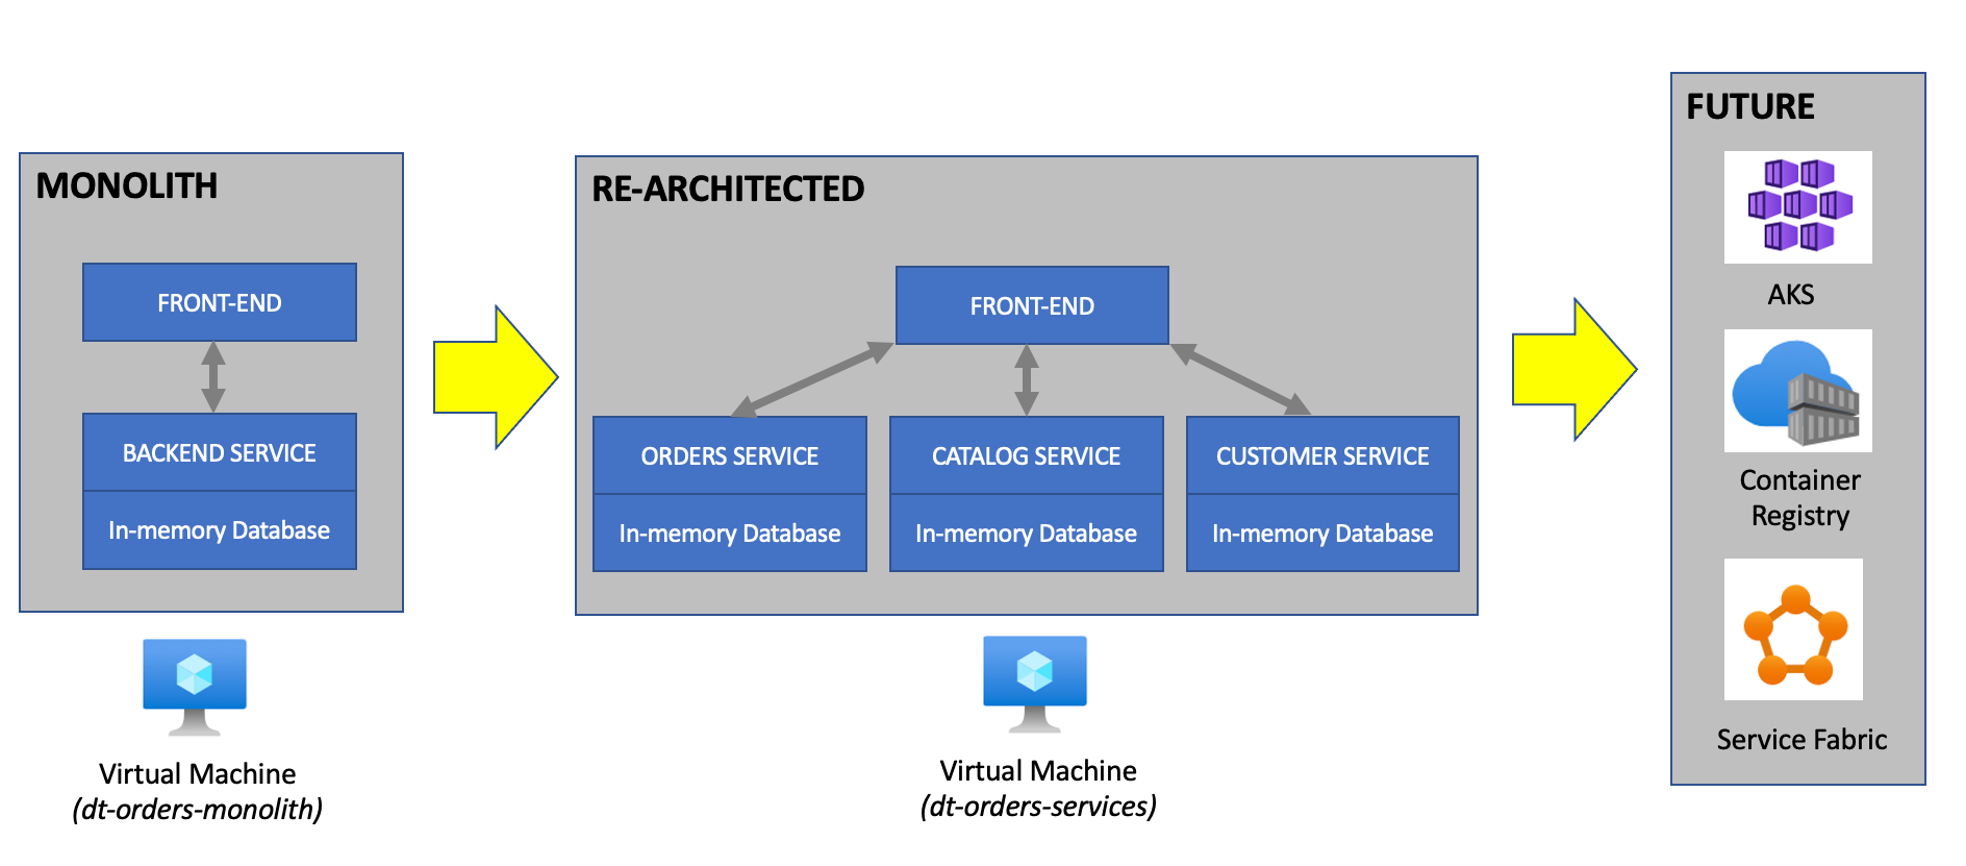 MONOLITH
FRONT-END
BACKEND SERVICE
In-memory Database
Virtual Machine
(dt-orders-monolith)
RE-ARCHITECTED
FRONT-END
ORDERS SERVICE
In-memory Database
CATALOG SERVICE
In-memory Database
CUSTOMER SERVICE
In-memory Database
Virtual Machine
(dt-orders-services)
FUTURE
AKS
Container
Registry
Service Fabric